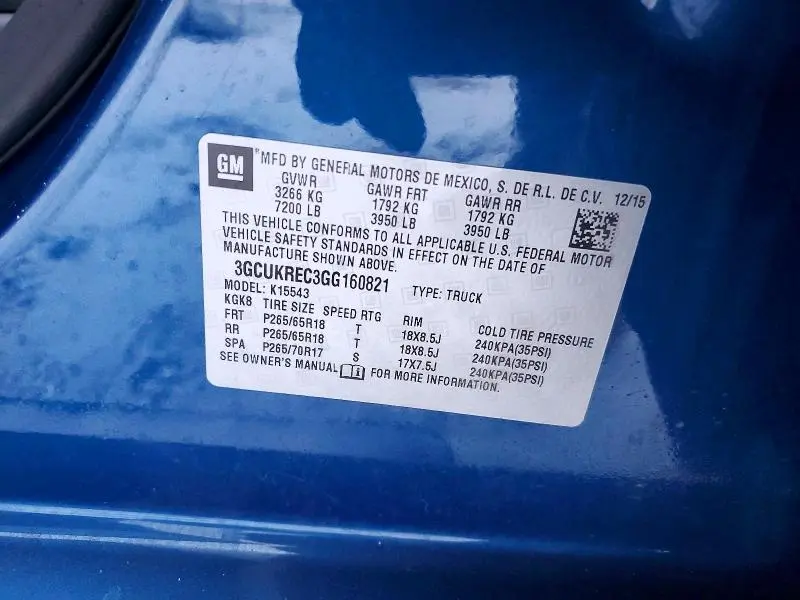 GM ® MFD BY GENERAL MOTORS DE MEXICO, S. DE R.L. DE C.V. 12/15
GVWR GAWR FRT GAWR RR
3266 KG 1792 KG 1792 KG
7200 LB 3950 LB 3950 LB
THIS VEHICLE CONFORMS TO ALL APPLICABLE U.S. FEDERAL MOTOR
VEHICLE SAFETY STANDARDS IN EFFECT ON THE DATE OF
MANUFACTURE SHOWN ABOVE.
3GCUKREC3GG160821 TYPE: TRUCK
MODEL: K15543
KGK8 TIRE SIZE SPEED RTG RIM COLD TIRE PRESSURE
FRT P265/65R18 T 18X8.5J 240KPA(35PSI)
RR P265/65R18 T 18X8.5J 240KPA(35PSI)
SPA P265/70R17 S 17X7.5J 240KPA(35PSI)
SEE OWNER'S MANUAL i FOR MORE INFORMATION.